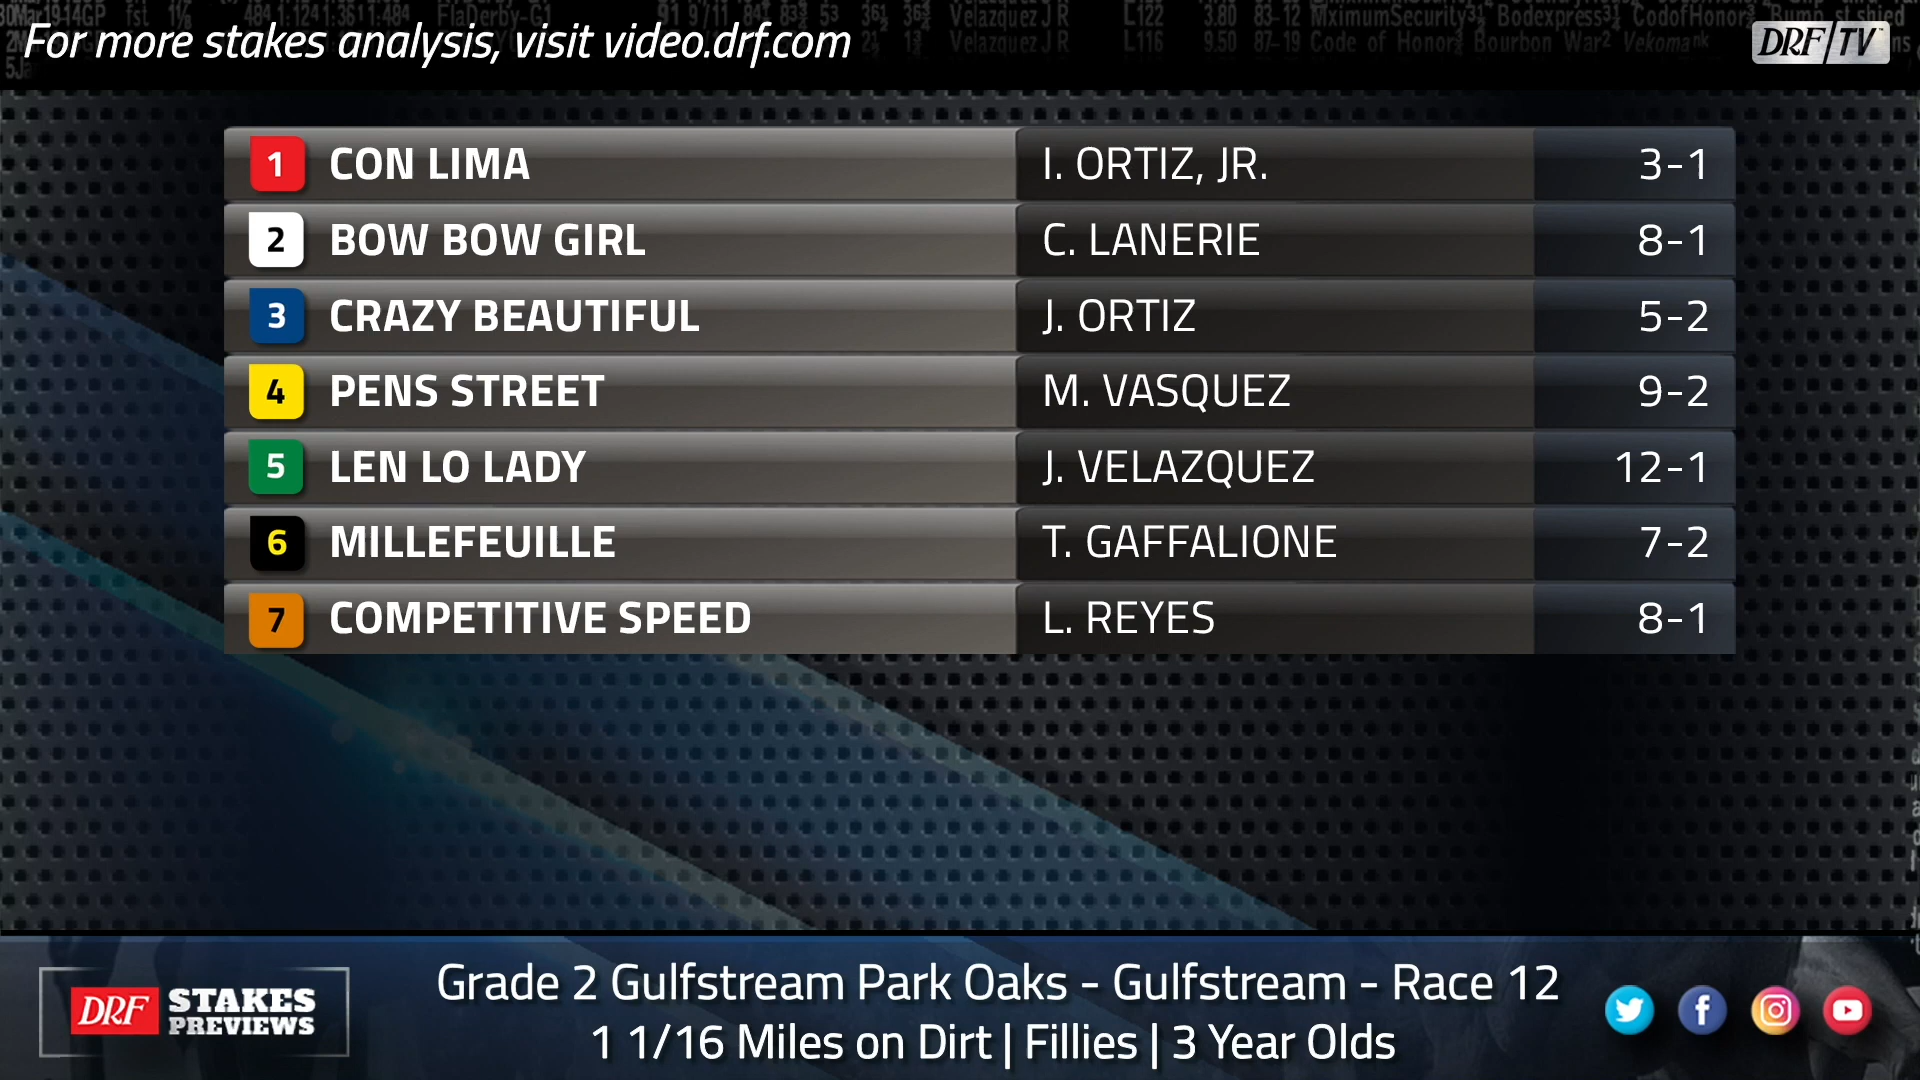 For more stakes analysis, visit video.drf.com
DRF TV
1 CON LIMA I. ORTIZ, JR. 3-1
2 BOW BOW GIRL C. LANERIE 8-1
3 CRAZY BEAUTIFUL J. ORTIZ 5-2
4 PENS STREET M. VASQUEZ 9-2
5 LEN LO LADY J. VELAZQUEZ 12-1
6 MILLEFEUILLE T. GAFFALIONE 7-2
7 COMPETITIVE SPEED L. REYES 8-1
DRF STAKES PREVIEWS
Grade 2 Gulfstream Park Oaks - Gulfstream - Race 12
1 1/16 Miles on Dirt | Fillies | 3 Year Olds